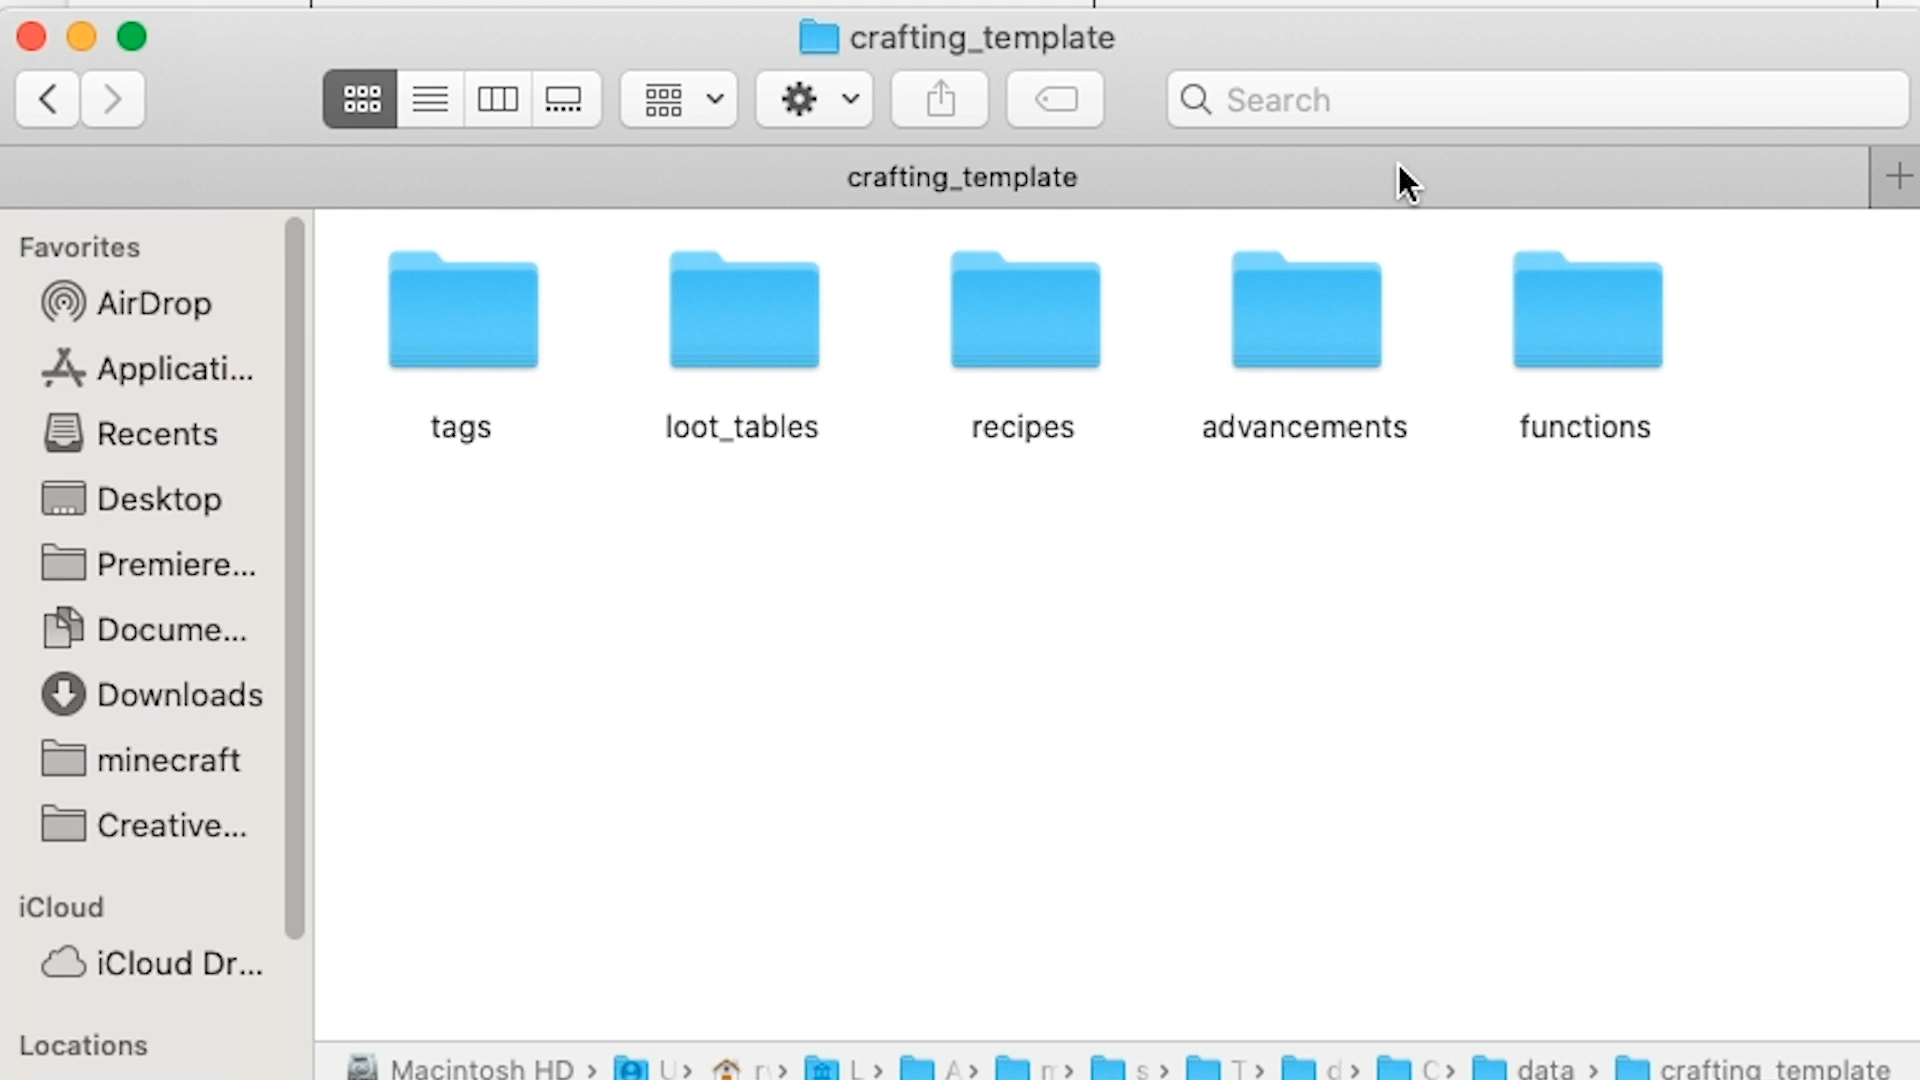 crafting_template
Search
crafting_template
Favorites
AirDrop
Applicati...
Recents
Desktop
Premiere...
Docume...
Downloads
minecraft
Creative...
iCloud
iCloud Dr...
Locations
tags
loot_tables
recipes
advancements
functions
Macintosh HD › U› r› L› A› m› s› T› d› C› data › crafting_template